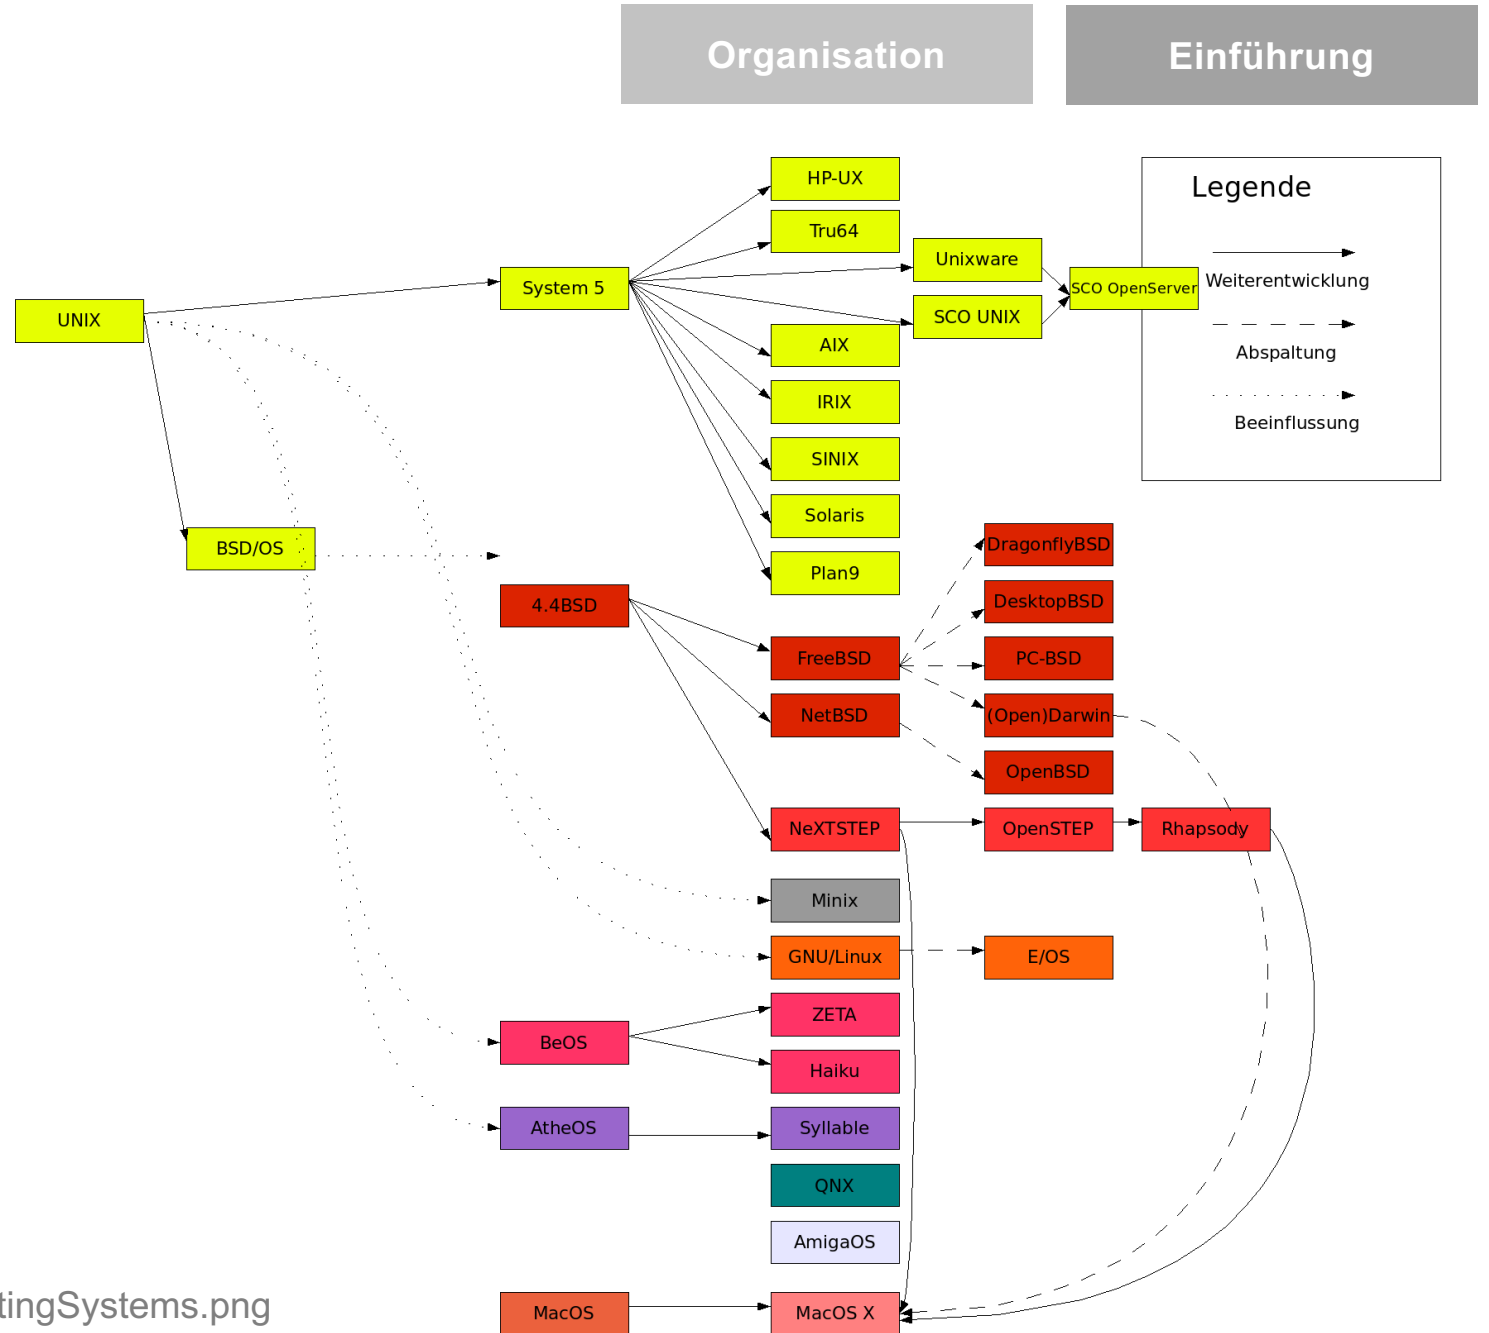 Organisation
Einführung
HP-UX
Legende
Tru64
Unixware
System 5
SCO OpenServer
Weiterentwicklung
UNIX
SCO UNIX
AIX
Abspaltung
IRIX
Beeinflussung
SINIX
Solaris
BSD/OS
DragonflyBSD
Plan9
4.4BSD
DesktopBSD
FreeBSD
PC-BSD
NetBSD
(Open)Darwin
OpenBSD
NeXTSTEP
OpenSTEP
Rhapsody
Minix
GNU/Linux
E/OS
ZETA
BeOS
Haiku
AtheOS
Syllable
QNX
AmigaOS
tingSystems.png
MacOS
MacOS X